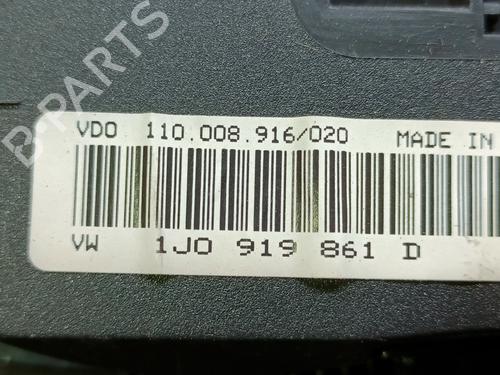 B-PARTS
VDO 110.008.916/020 MADE IN
VW 1J0 919 861 D